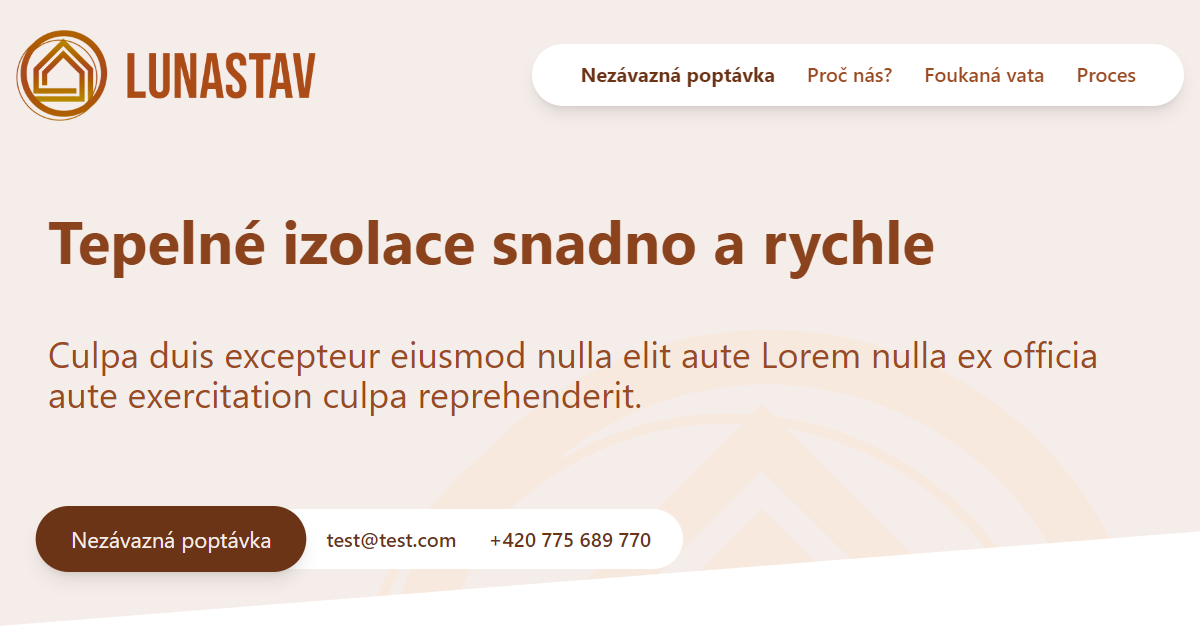 LUNASTAV
Nezávazná poptávka Proč nás? Foukaná vata Proces
Tepelné izolace snadno a rychle
Culpa duis excepteur eiusmod nulla elit aute Lorem nulla ex officia
aute exercitation culpa reprehenderit.
Nezávazná poptávka test@test.com +420 775 689 770